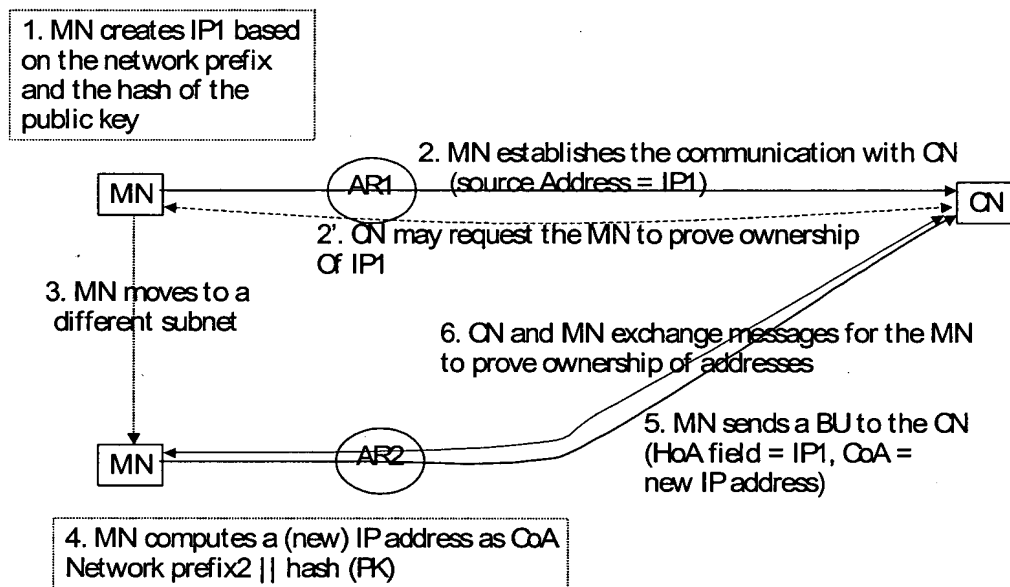 1. MN creates IP1 based
on the network prefix
and the hash of the
public key
2. MN establishes the communication with CN
(source Address = IP1)
MN
AR1
CN
2'. CN may request the MN to prove ownership
Of IP1
3. MN moves to a
different subnet
6. CN and MN exchange messages for the MN
to prove ownership of addresses
5. MN sends a BU to the CN
(HoA field = IP1, CoA =
new IP address)
MN
AR2
4. MN computes a (new) IP address as CoA
Network prefix2 || hash (PK)